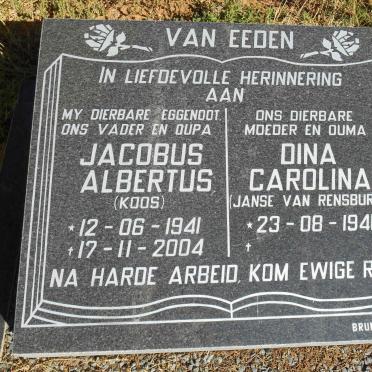 VAN EEDEN
IN LIEFDEVOLLE HERINNERING
AAN
MY DIERBARE EGGENOOT
ONS VADER EN OUPA
JACOBUS
ALBERTUS
(KOOS)
* 12-06-1941
† 17-11-2004
ONS DIERBARE
MOEDER EN OUMA
DINA
CAROLINA
(JANSE VAN RENSBUR
* 23-08-194
†
NA HARDE ARBEID, KOM EWIGE R
BRU